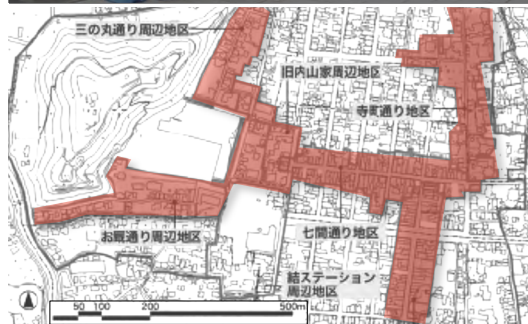 三の丸通り周辺地区
旧内山家周辺地区
寺町通り地区
お厩通り周辺地区
七間通り地区
結ステーション
周辺地区
50 100 200 500m